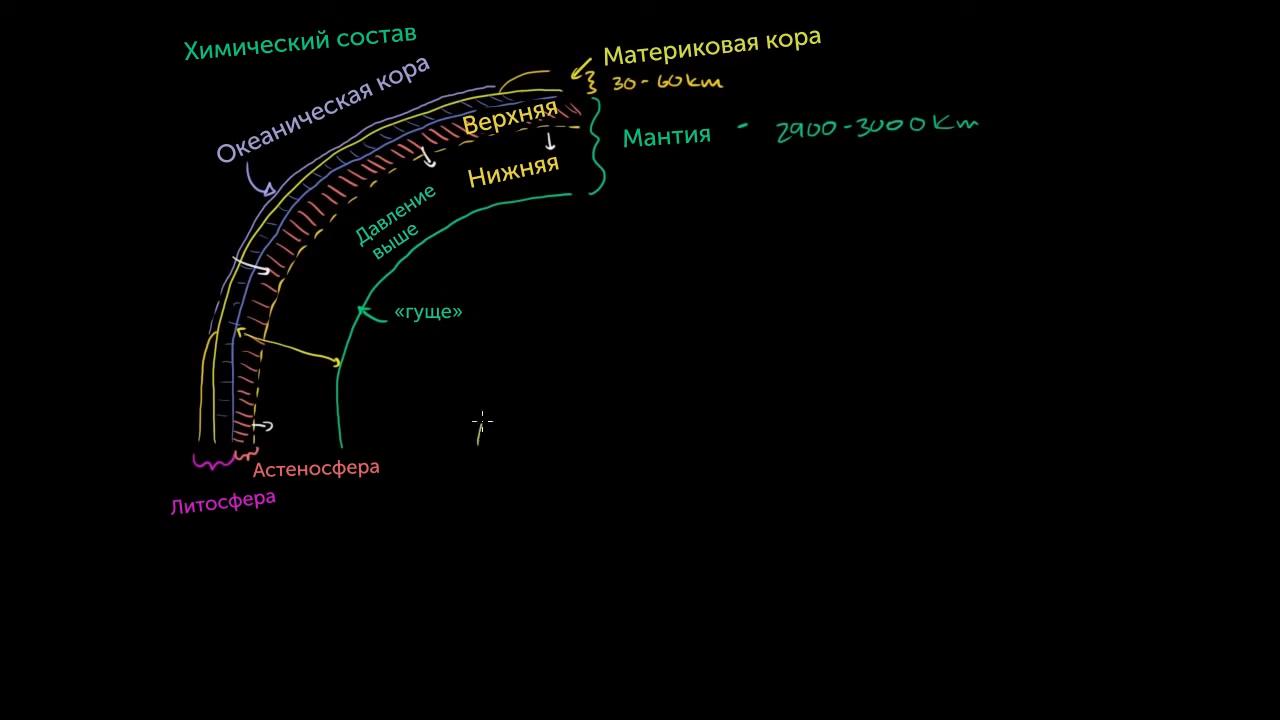 Химический состав
Материковая кора
30-60km
Океаническая кора
Верхняя
Мантия - 2900-3000Km
Нижняя
Давление
выше
«гуще»
Астеносфера
Литосфера